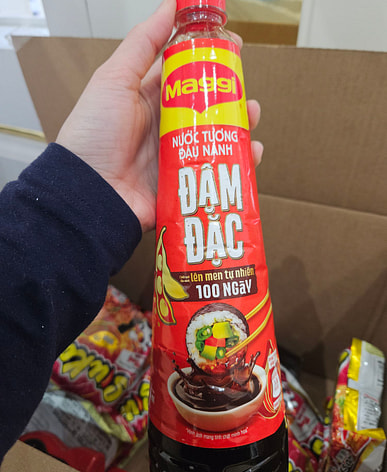 Maggi
NƯỚC TƯƠNG
ĐẬU NÀNH
ĐẬM
ĐẶC
lên men tự nhiên
100 NGÀY